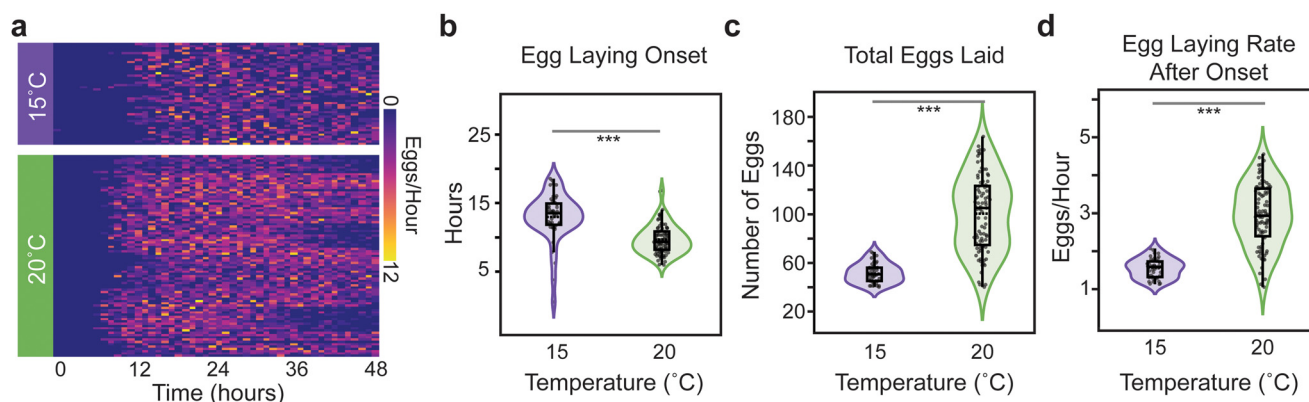 a
15˚C
20˚C
0
Eggs/Hour
12
0 12 24 36 48
Time (hours)
b
Egg Laying Onset
Hours
25
15
5
***
15 20
Temperature (˚C)
c
Total Eggs Laid
Number of Eggs
180
140
100
60
20
***
15 20
Temperature (˚C)
d
Egg Laying Rate
After Onset
Eggs/Hour
5
3
1
***
15 20
Temperature (˚C)